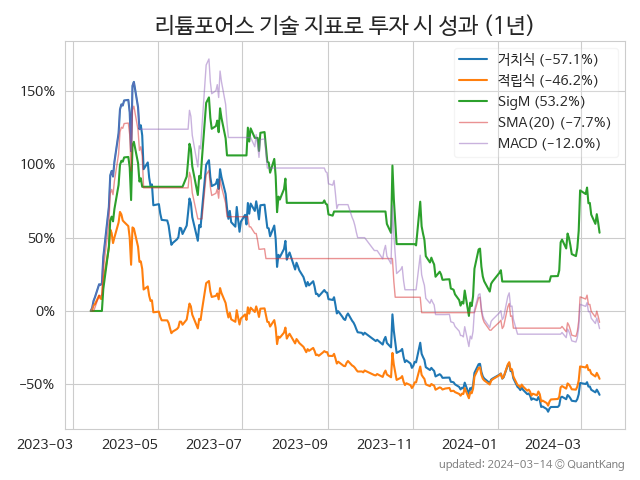 리튬포어스 기술 지표로 투자 시 성과 (1년)
거치식 (-57.1%)
적립식 (-46.2%)
SigM (53.2%)
SMA(20) (-7.7%)
MACD (-12.0%)
150%
100%
50%
0%
-50%
2023-03 2023-05 2023-07 2023-09 2023-11 2024-01 2024-03
updated: 2024-03-14 © QuantKang